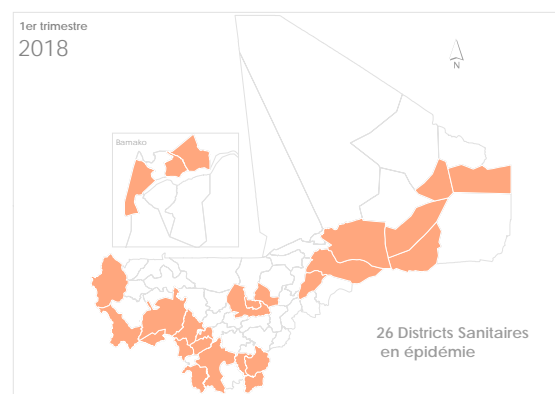 1er trimestre
2018
N
Bamako
26 Districts Sanitaires
en épidémie